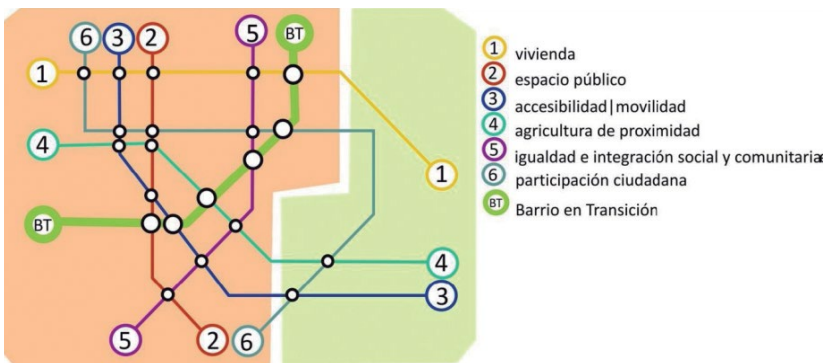 6
3
2
5
BT
1
4
1
BT
4
3
5
2
6
1 vivienda
2 espacio público
3 accesibilidad|movilidad
4 agricultura de proximidad
5 igualdad e integración social y comunitaria
6 participación ciudadana
BT Barrio en Transición